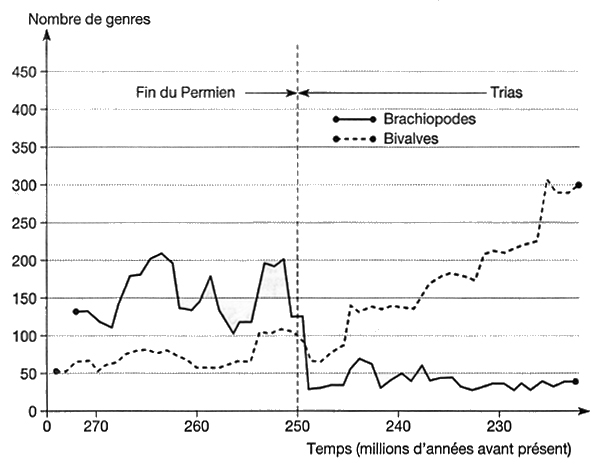 Nombre de genres
450
Fin du Permien
Trias
400
Brachiopodes
Bivalves
350
300
250
200
150
100
50
0
0 270 260 250 240 230
Temps (millions d'années avant présent)